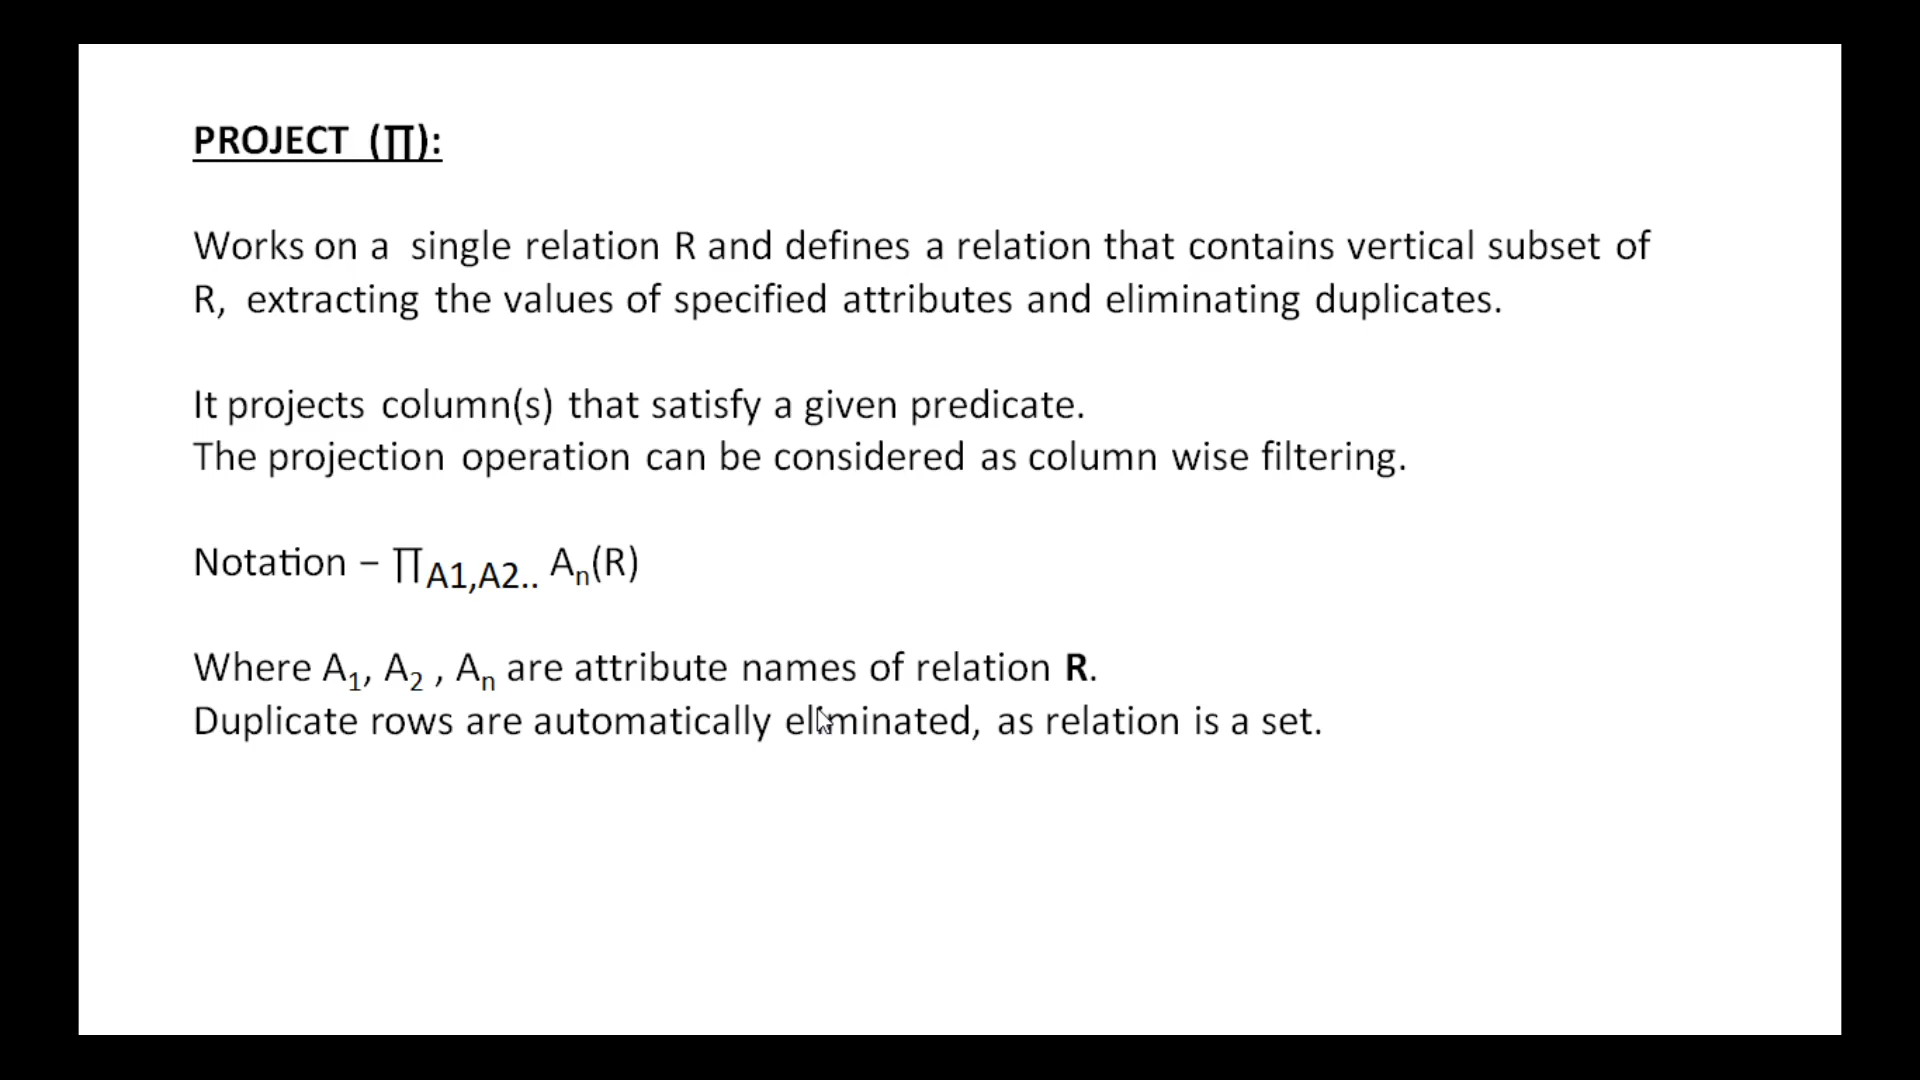 PROJECT (∏):
Works on a single relation R and defines a relation that contains vertical subset of
R, extracting the values of specified attributes and eliminating duplicates.
It projects column(s) that satisfy a given predicate.
The projection operation can be considered as column wise filtering.
Notation – ∏A1,A2.. An(R)
Where A1, A2 , An are attribute names of relation R.
Duplicate rows are automatically eliminated, as relation is a set.